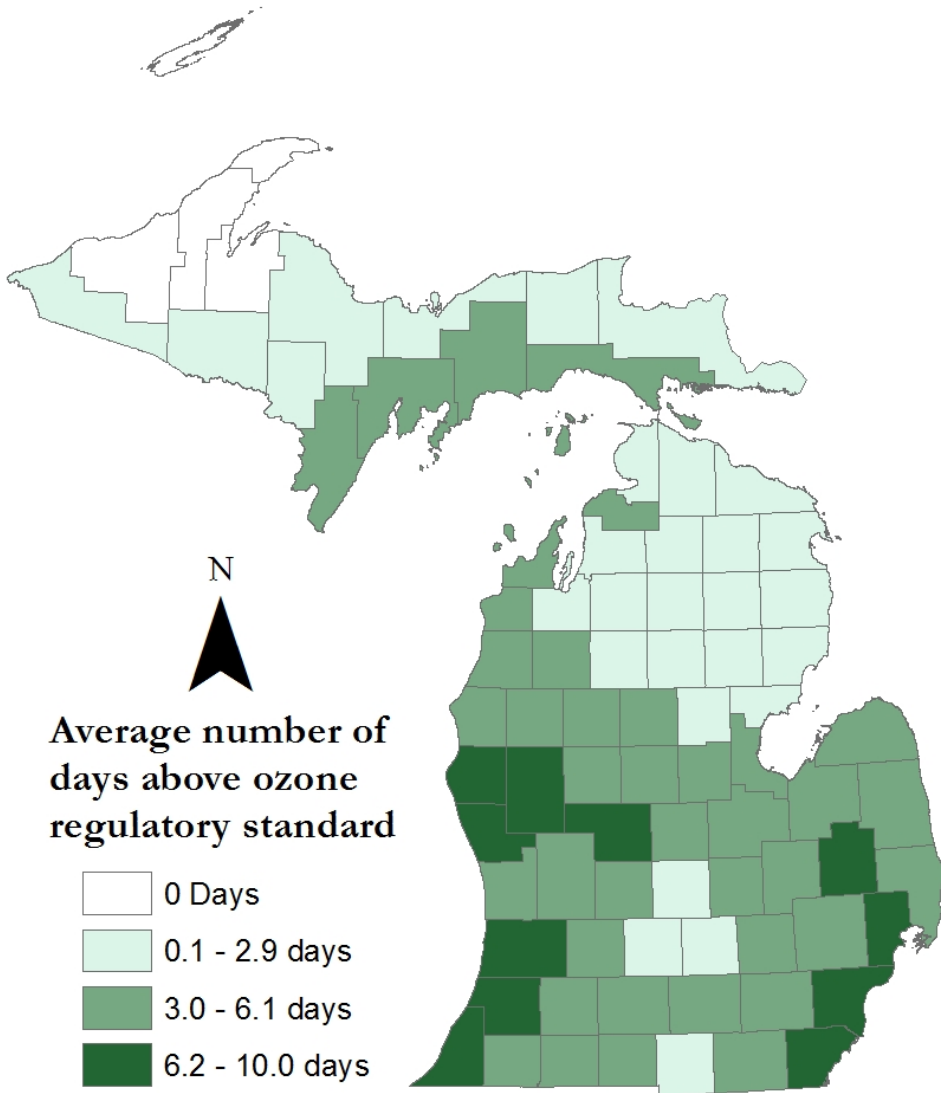 N
Average number of
days above ozone
regulatory standard
0 Days
0.1 - 2.9 days
3.0 - 6.1 days
6.2 - 10.0 days